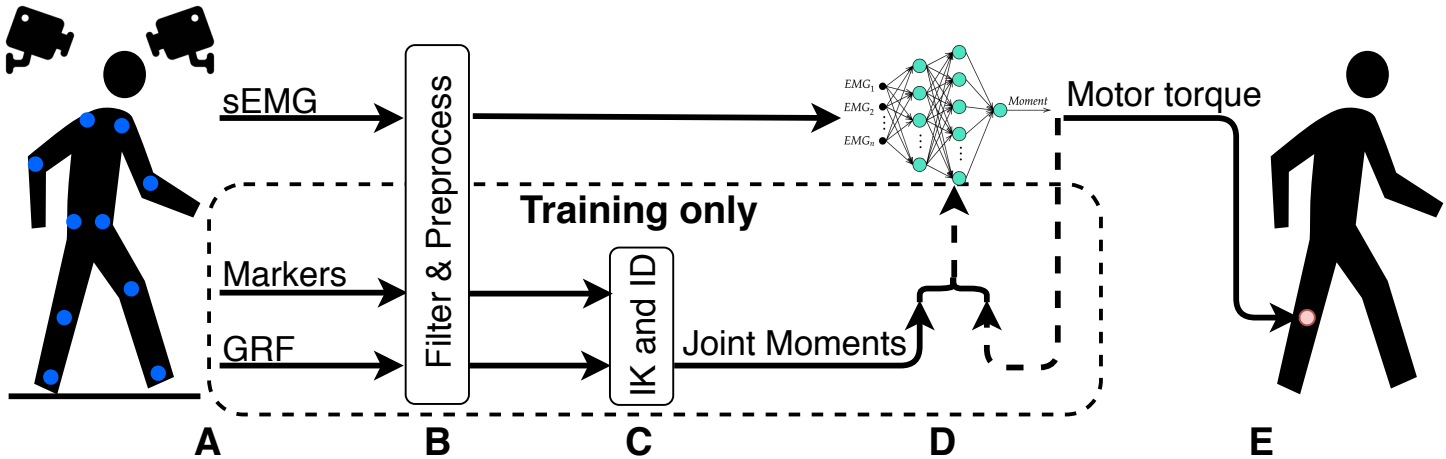 sEMG
Filter & Preprocess
EMG1
EMG2
EMGn
Moment
Motor torque
Training only
Markers
GRF
IK and ID
Joint Moments
A
B
C
D
E